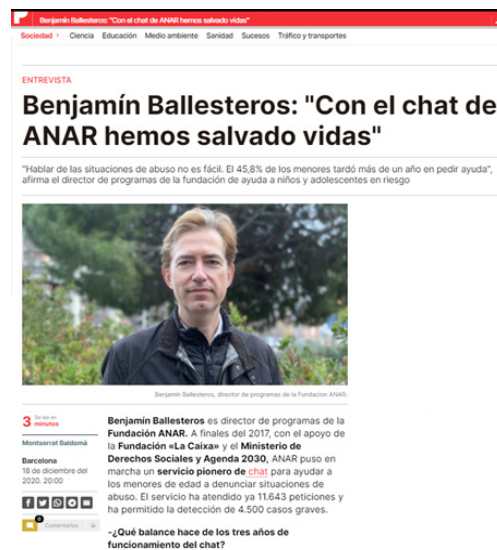 Benjamín Ballesteros: "Con el chat de ANAR hemos salvado vidas"
Sociedad > Ciencia Educación Medio ambiente Sanidad Sucesos Tráfico y transportes
ENTREVISTA
Benjamín Ballesteros: "Con el chat de
ANAR hemos salvado vidas"
"Hablar de las situaciones de abuso no es fácil. El 45,8% de los menores tardó más de un año en pedir ayuda",
afirma el director de programas de la fundación de ayuda a niños y adolescentes en riesgo
Benjamín Ballesteros, director de programas de la Fundacion ANAR.
3 Se lee en
minutos
Montserrat Baldomà
Barcelona
18 de diciembre del
2020. 20:00
0
Comentarios
Benjamín Ballesteros es director de programas de la
Fundación ANAR. A finales del 2017, con el apoyo de
la Fundación «La Caixa» y el Ministerio de
Derechos Sociales y Agenda 2030, ANAR puso en
marcha un servicio pionero de chat para ayudar a
los menores de edad a denunciar situaciones de
abuso. El servicio ha atendido ya 11.643 peticiones y
ha permitido la detección de 4.500 casos graves.
-¿Qué balance hace de los tres años de
funcionamiento del chat?